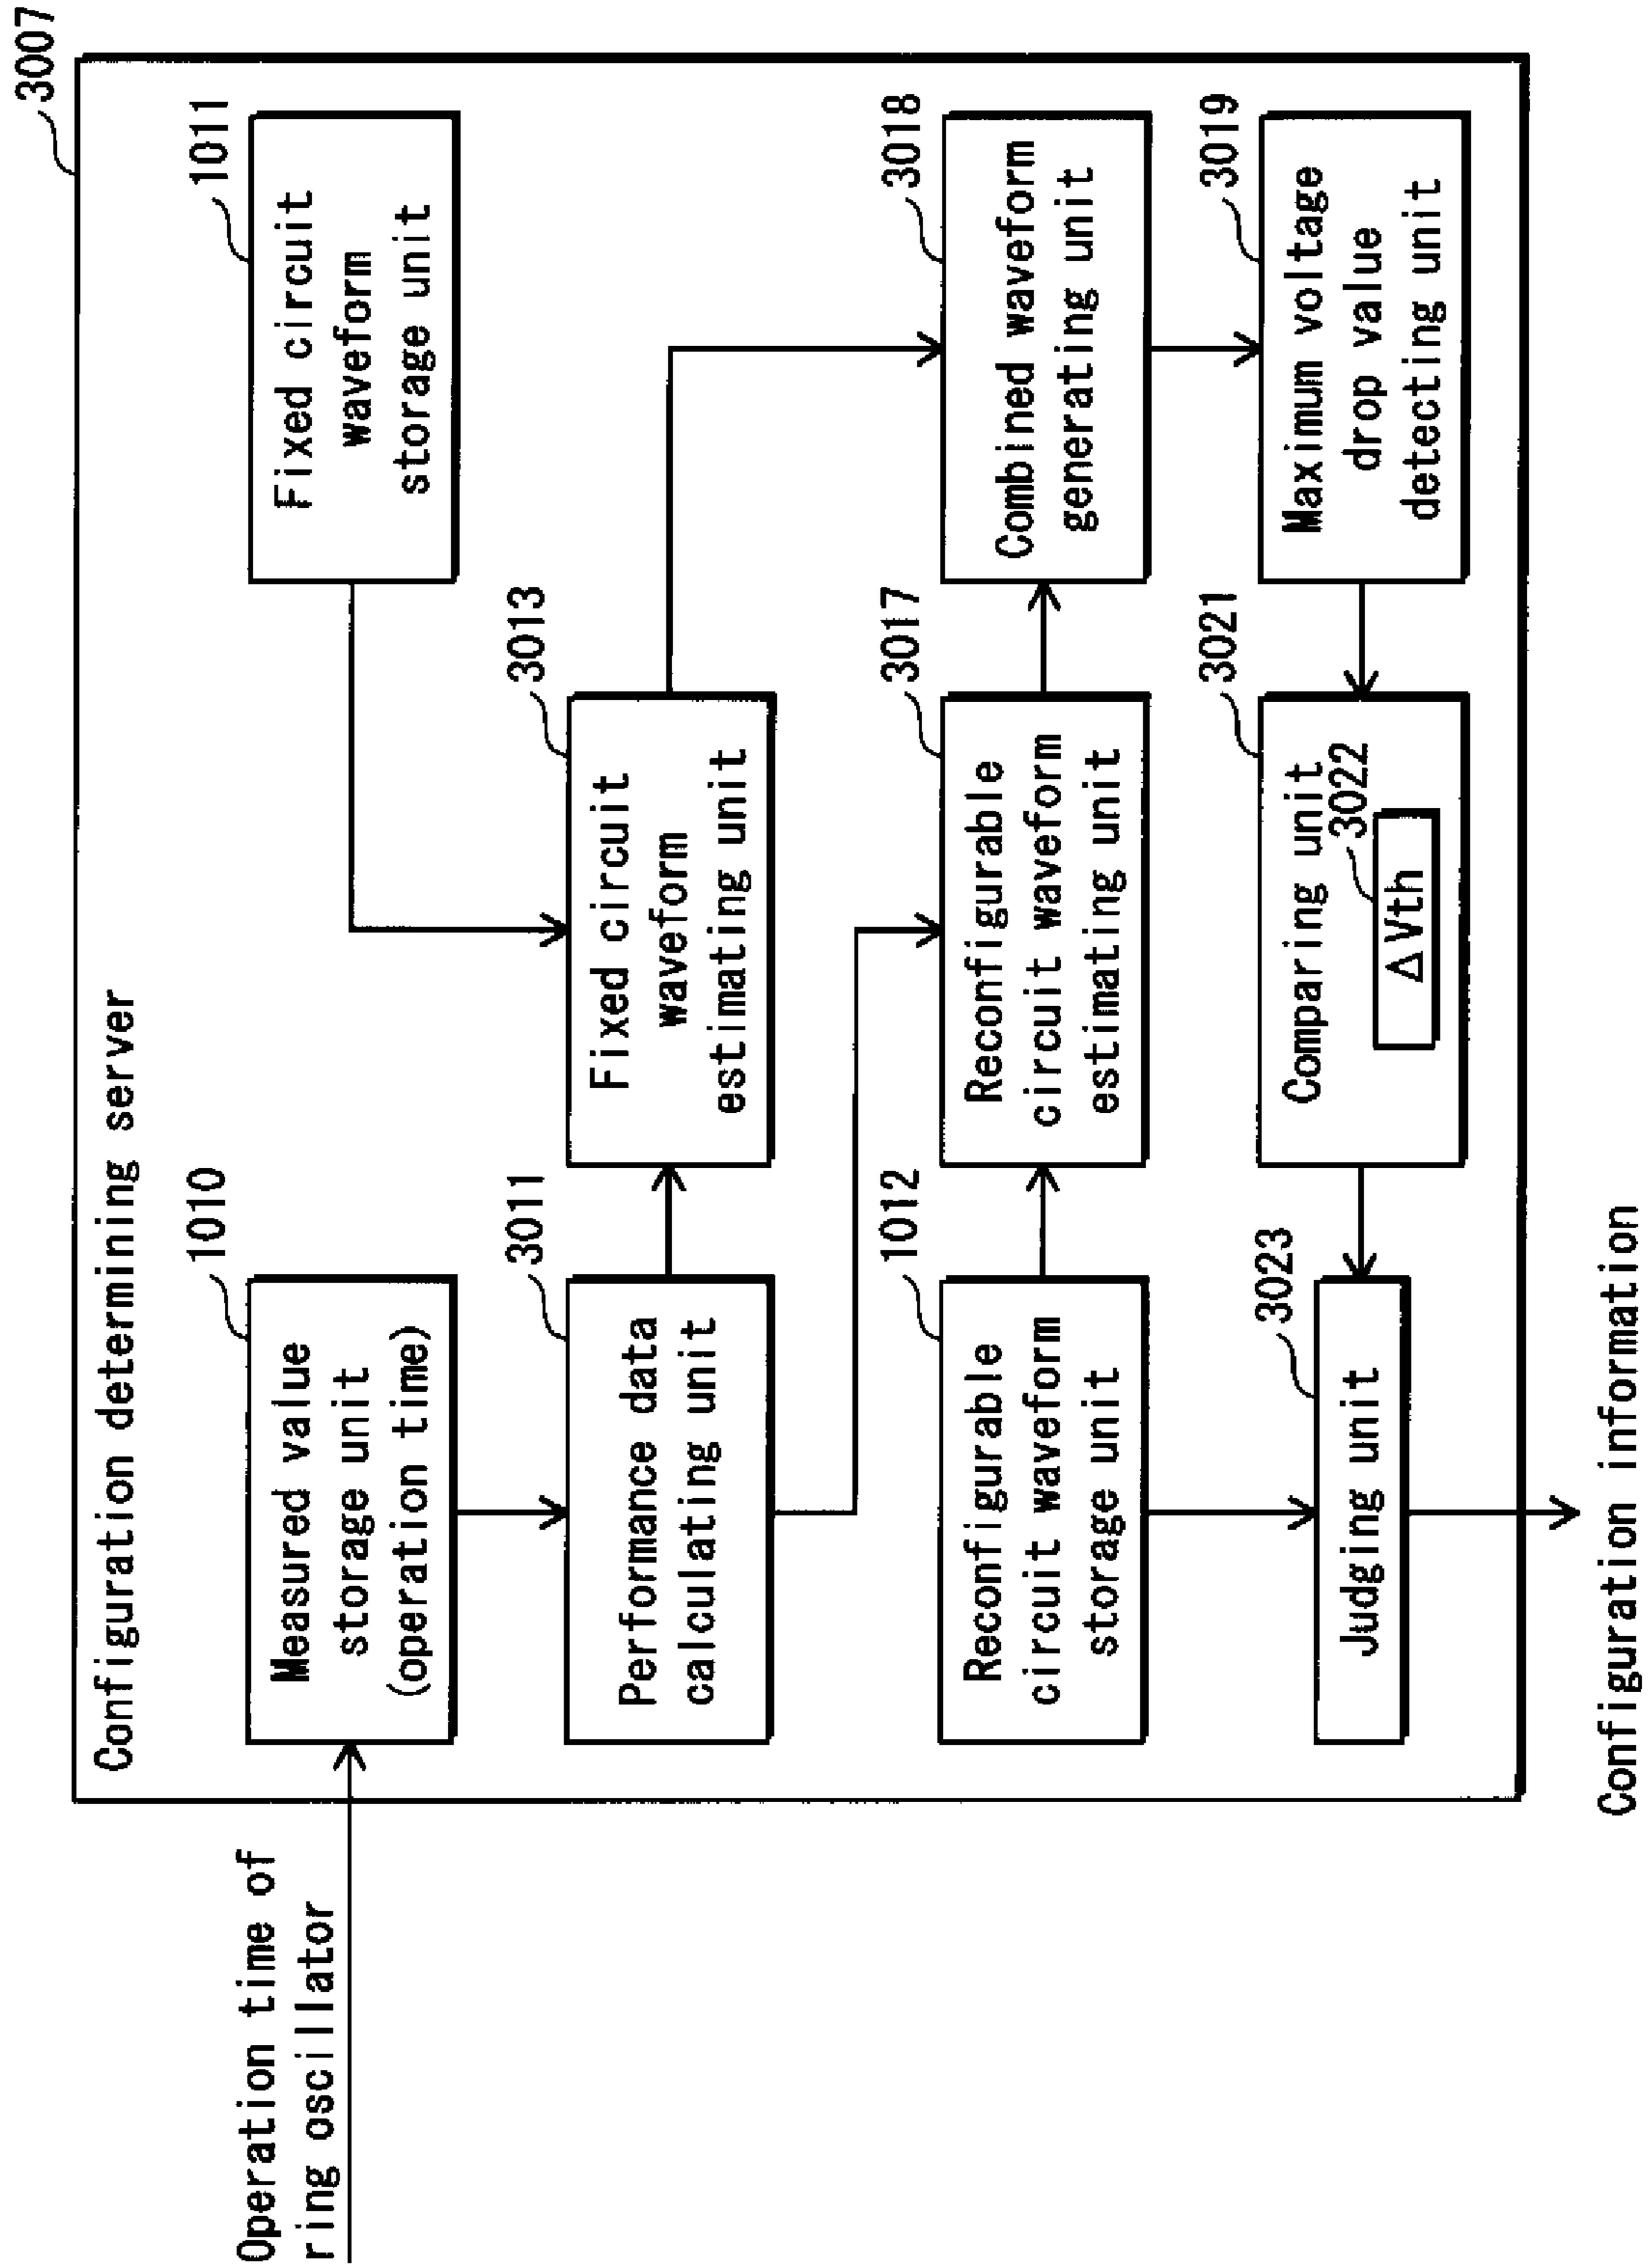 3007
Configuration determining server
Operation time of
ring oscillator
1010
Measured value
storage unit
(operation time)
1011
Fixed circuit
waveform
storage unit
3011
Performance data
calculating unit
3013
Fixed circuit
waveform
estimating unit
1012
Reconfigurable
circuit waveform
storage unit
3017
Reconfigurable
circuit waveform
estimating unit
3018
Combined waveform
generating unit
3023
Judging unit
3021
Comparing unit
3022
ΔVth
3019
Maximum voltage
drop value
detecting unit
Configuration information